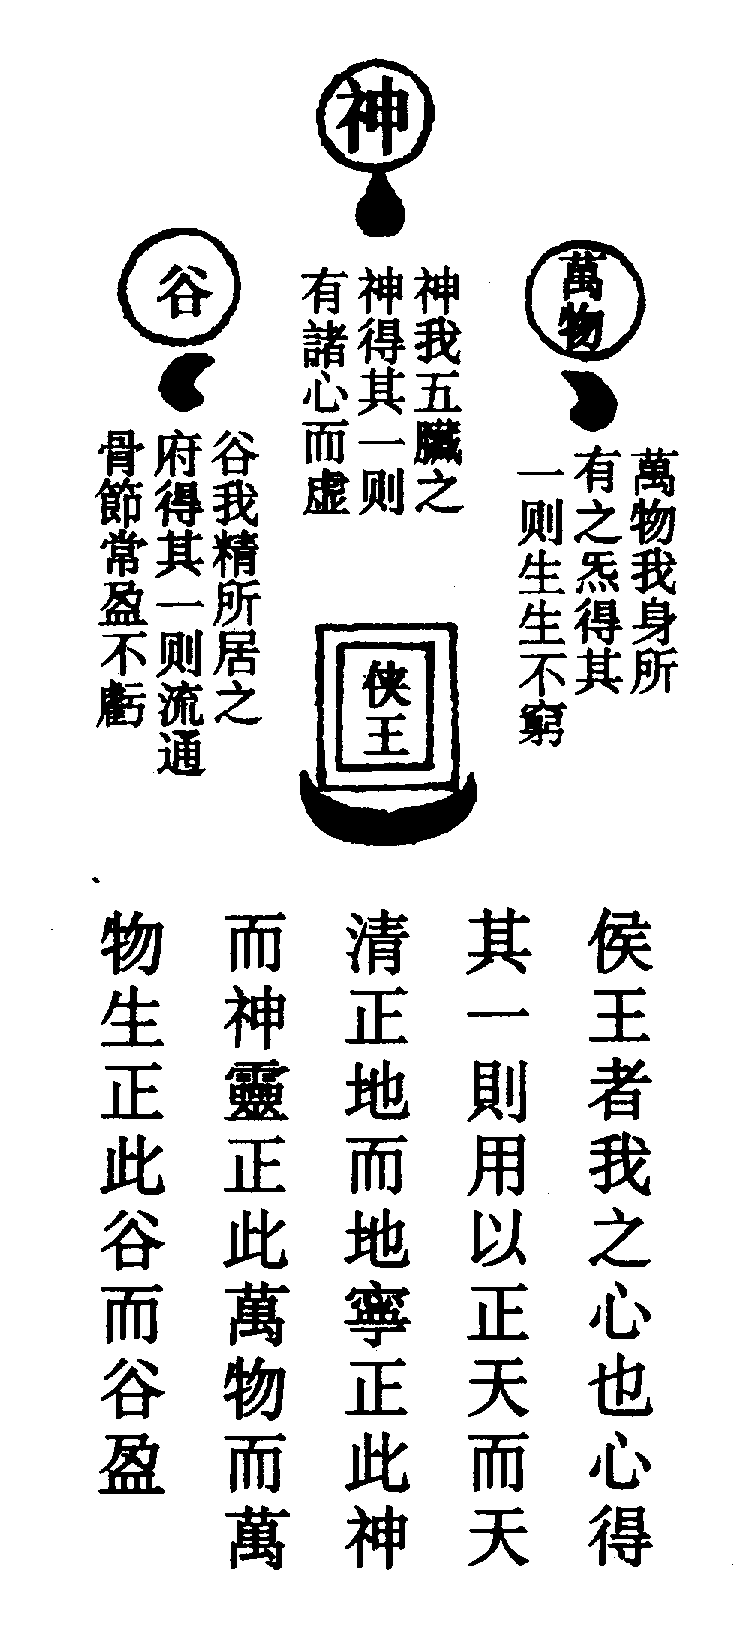 神
萬物
谷
神我五臟之
神得其一则
有諸心而虚
萬物我身所
有之炁得其
一则生生不窮
谷我精所居之
府得其一则流通
骨節常盈不虧
侯王
侯王者我之心也心得
其一則用以正天而天
清正地而地寧正此神
而神靈正此萬物而萬
物生正此谷而谷盈